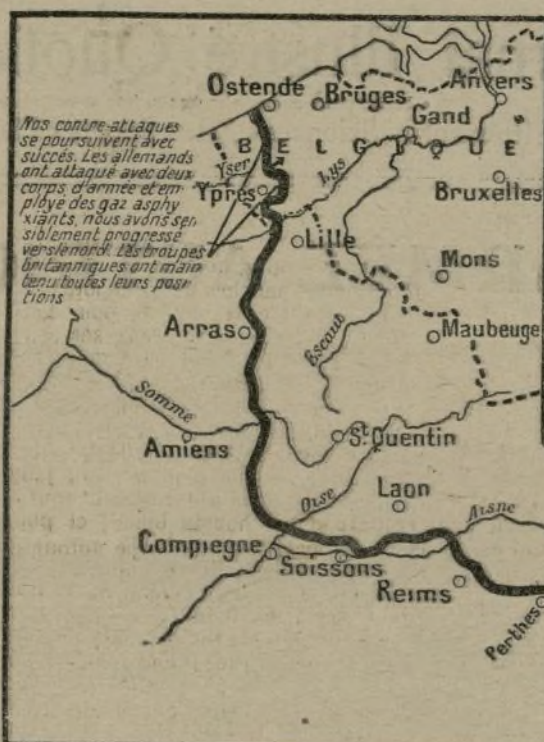 Ostende
Bruges
Anvers
Gand
BELGIQUE
Nos contre-attaques
se poursuivent avec
succès. Les allemands
ont attaqué avec deux
corps d'armée et em
ployé des gaz asphy
xiants, nous avons sen
siblement progressé
vers le nord. Les troupes
britanniques ont main
tenu toutes leurs posi
tions
Yser
Ypres
Lys
Bruxelles
Lille
Mons
Arras
Escaut
Maubeuge
Somme
Amiens
St Quentin
Oise
Laon
Aisne
Compiegne
Soissons
Reims
Perthes